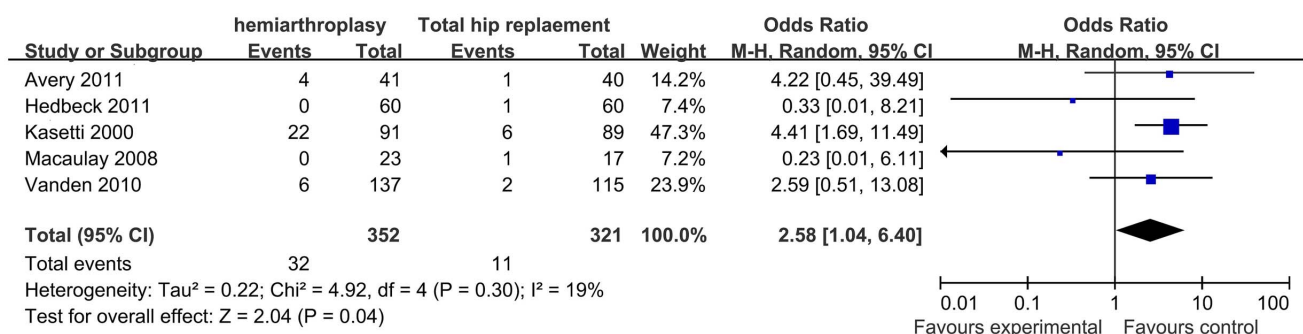 hemiarthroplasy Total hip replaement Odds Ratio Odds Ratio
Study or Subgroup Events Total Events Total Weight M-H, Random, 95% CI M-H, Random, 95% CI
Avery 2011 4 41 1 40 14.2% 4.22 [0.45, 39.49]
Hedbeck 2011 0 60 1 60 7.4% 0.33 [0.01, 8.21]
Kasetti 2000 22 91 6 89 47.3% 4.41 [1.69, 11.49]
Macaulay 2008 0 23 1 17 7.2% 0.23 [0.01, 6.11]
Vanden 2010 6 137 2 115 23.9% 2.59 [0.51, 13.08]
Total (95% CI) 352 321 100.0% 2.58 [1.04, 6.40]
Total events 32 11
Heterogeneity: Tau² = 0.22; Chi² = 4.92, df = 4 (P = 0.30); I² = 19%
Test for overall effect: Z = 2.04 (P = 0.04)
0.01 0.1 1 10 100
Favours experimental Favours control